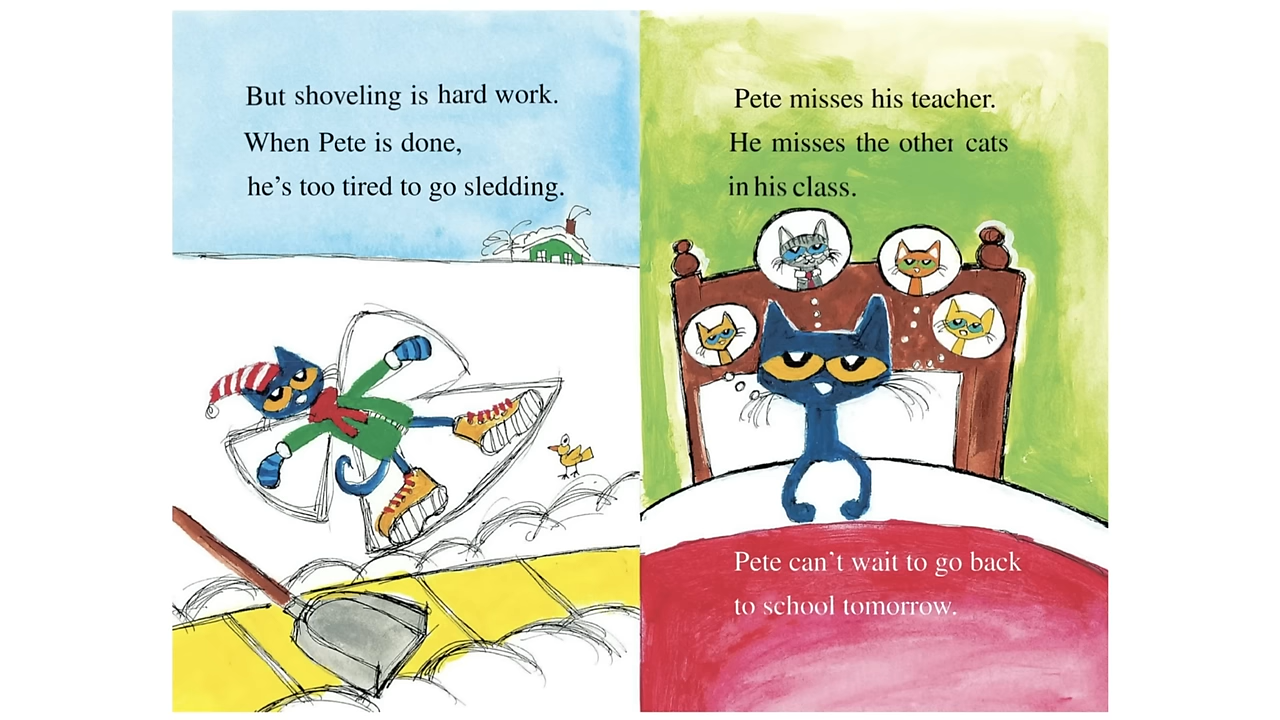 But shoveling is hard work.
When Pete is done,
he's too tired to go sledding.
Pete misses his teacher.
He misses the other cats
in his class.
Pete can't wait to go back
to school tomorrow.